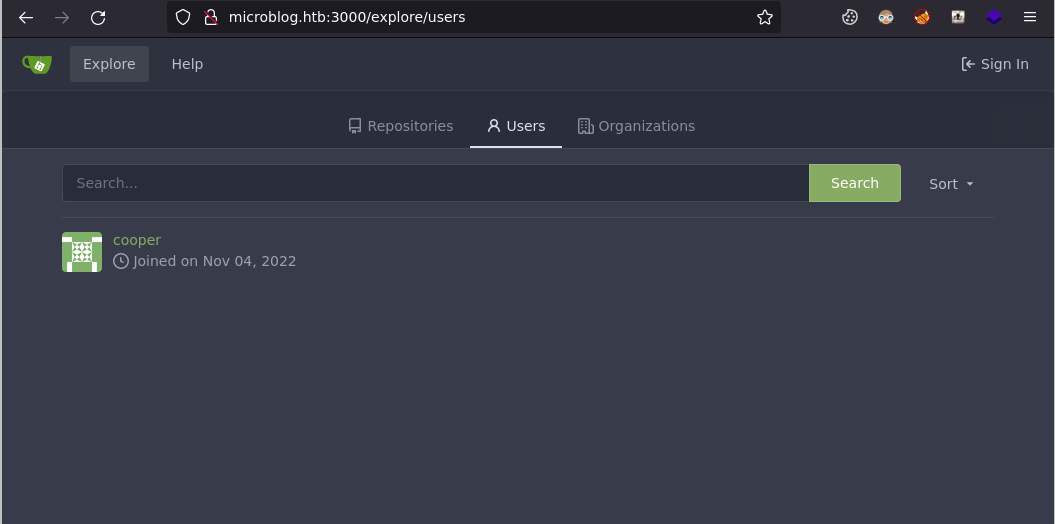 microblog.htb:3000/explore/users
Explore Help Sign In
Repositories Users Organizations
Search... Search Sort
cooper
Joined on Nov 04, 2022